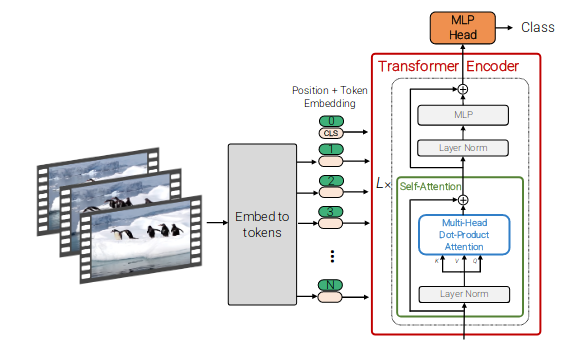 MLP
Head
Class
Transformer Encoder
Position + Token
Embedding
0
CLS
1
2
3
N
Embed to
tokens
L×
MLP
Layer Norm
Self-Attention
Multi-Head
Dot-Product
Attention
K V Q
Layer Norm